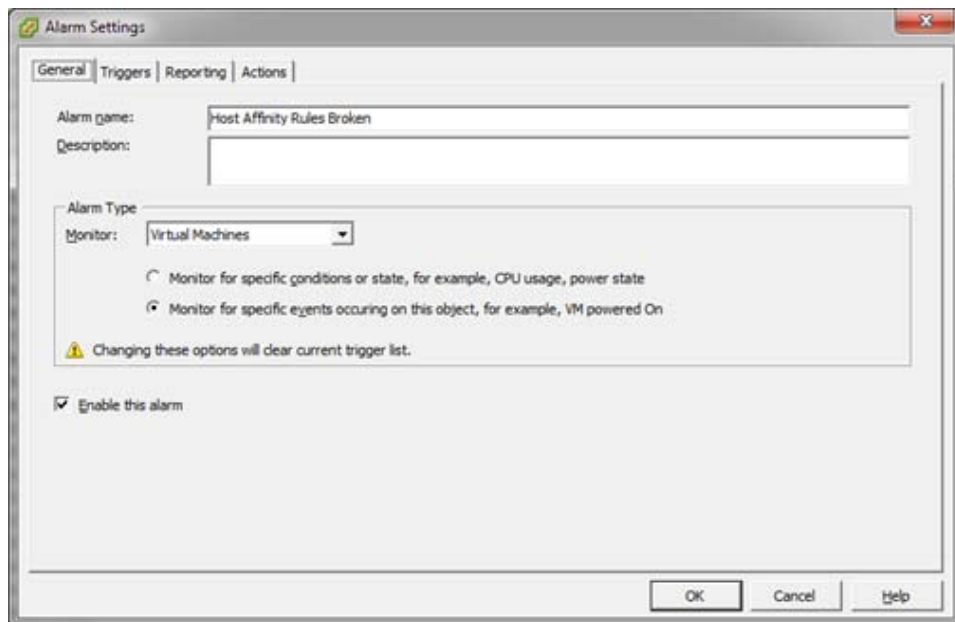 Alarm Settings
General Triggers Reporting Actions
Alarm name: Host Affinity Rules Broken
Description:
Alarm Type
Monitor: Virtual Machines
Monitor for specific conditions or state, for example, CPU usage, power state
Monitor for specific events occuring on this object, for example, VM powered On
Changing these options will clear current trigger list.
Enable this alarm
OK Cancel Help